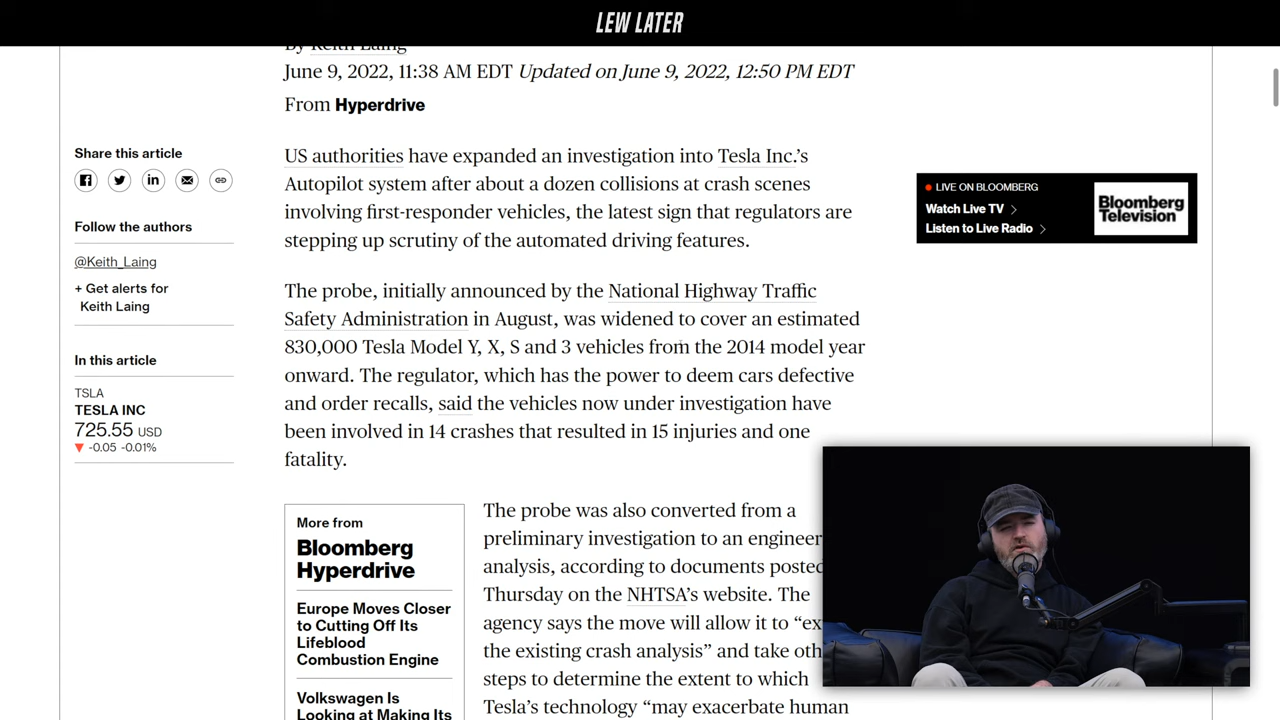 LEW LATER
By Keith Laing
June 9, 2022, 11:38 AM EDT Updated on June 9, 2022, 12:50 PM EDT
From Hyperdrive
Share this article
Follow the authors
@Keith_Laing
+ Get alerts for
Keith Laing
In this article
TSLA
TESLA INC
725.55 USD
▼ -0.05 -0.01%
US authorities have expanded an investigation into Tesla Inc.’s
Autopilot system after about a dozen collisions at crash scenes
involving first-responder vehicles, the latest sign that regulators are
stepping up scrutiny of the automated driving features.
The probe, initially announced by the National Highway Traffic
Safety Administration in August, was widened to cover an estimated
830,000 Tesla Model Y, X, S and 3 vehicles from the 2014 model year
onward. The regulator, which has the power to deem cars defective
and order recalls, said the vehicles now under investigation have
been involved in 14 crashes that resulted in 15 injuries and one
fatality.
More from
Bloomberg
Hyperdrive
Europe Moves Closer
to Cutting Off Its
Lifeblood
Combustion Engine
Volkswagen Is
Looking at Making Its
The probe was also converted from a
preliminary investigation to an engineer
analysis, according to documents posted
Thursday on the NHTSA’s website. The
agency says the move will allow it to “ex
the existing crash analysis” and take oth
steps to determine the extent to which
Tesla’s technology “may exacerbate human
LIVE ON BLOOMBERG
Watch Live TV
Listen to Live Radio
Bloomberg
Television